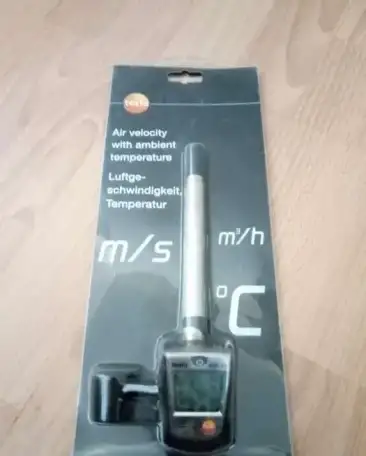 testo
Air velocity
with ambient
temperature
Luftge-
schwindigkeit,
Temperatur
m/s
m³/h
°C